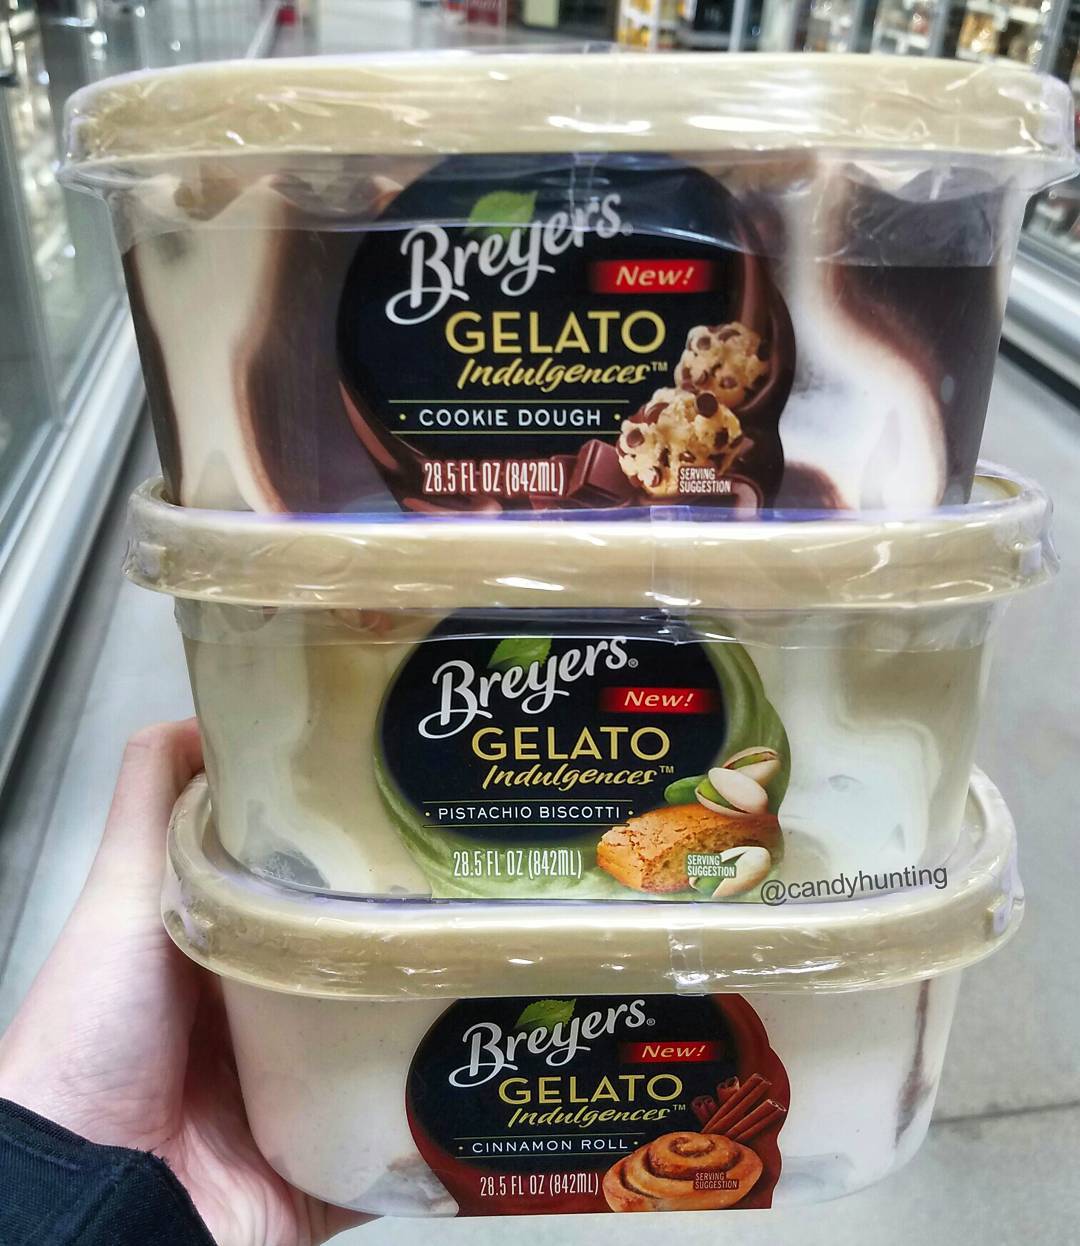 Breyers®
New!
GELATO
Indulgences™
• COOKIE DOUGH •
28.5 FL OZ (842ML)
SERVING
SUGGESTION
Breyers®
New!
GELATO
Indulgences™
• PISTACHIO BISCOTTI •
28.5 FL OZ (842ML)
SERVING
SUGGESTION
@candyhunting
Breyers®
New!
GELATO
Indulgences™
• CINNAMON ROLL •
28.5 FL OZ (842ML)
SERVING
SUGGESTION